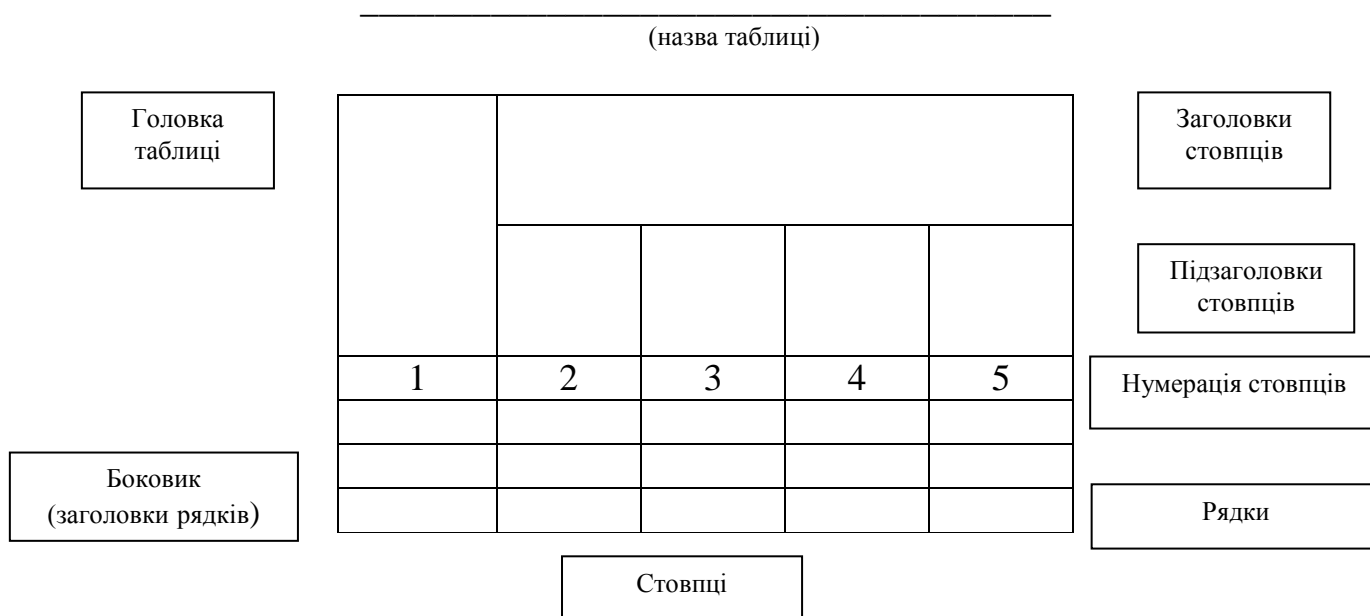 (назва таблиці)
Головка
таблиці
Заголовки
стовпців
Підзаголовки
стовпців
1 2 3 4 5
Нумерація стовпців
Боковик
(заголовки рядків)
Рядки
Стовпці